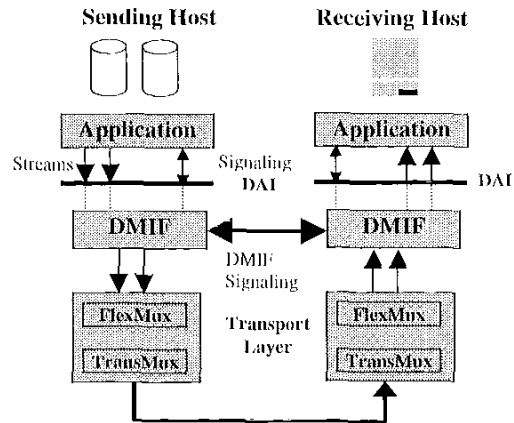 Sending Host
Receiving Host
Application
Application
Streams
Signaling
DAI
DAI
DMIF
DMIF
DMIF
Signaling
FlexMux
FlexMux
Transport
Layer
TransMux
TransMux